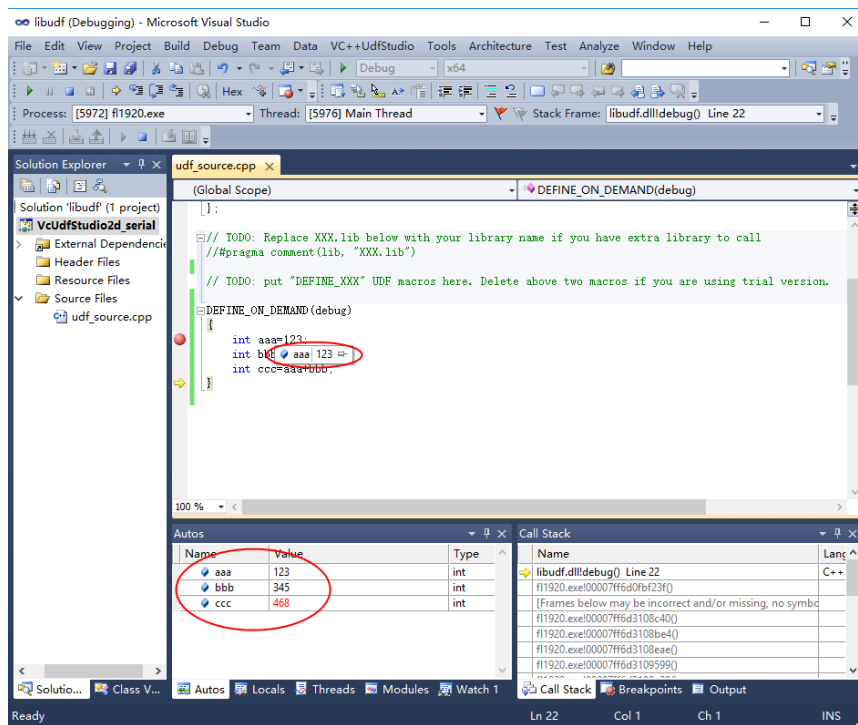 libudf (Debugging) - Microsoft Visual Studio
File Edit View Project Build Debug Team Data VC++UdfStudio Tools Architecture Test Analyze Window Help
Debug x64
Hex
Process: [5972] fl1920.exe Thread: [5976] Main Thread Stack Frame: libudf.dll!debug() Line 22
Solution Explorer
udf_source.cpp
(Global Scope) DEFINE_ON_DEMAND(debug)
Solution 'libudf' (1 project)
VcUdfStudio2d_serial
External Dependencie
Header Files
Resource Files
Source Files
udf_source.cpp
};
// TODO: Replace XXX.lib below with your library name if you have extra library to call
//#pragma comment(lib, "XXX.lib")
// TODO: put "DEFINE_XXX" UDF macros here. Delete above two macros if you are using trial version.
DEFINE_ON_DEMAND(debug)
{
int aaa=123;
int bbb aaa 123
int ccc=aaa+bbb;
}
100 %
Autos
Name Value Type
aaa 123 int
bbb 345 int
ccc 468 int
Call Stack
Name Lang
libudf.dll!debug() Line 22 C++
fl1920.exe!00007ff6d0fbf23f()
[Frames below may be incorrect and/or missing, no symbo
fl1920.exe!00007ff6d3108c40()
fl1920.exe!00007ff6d3108be4()
fl1920.exe!00007ff6d3108eae()
fl1920.exe!00007ff6d3109599()
Solutio... Class V... Autos Locals Threads Modules Watch 1 Call Stack Breakpoints Output
Ready Ln 22 Col 1 Ch 1 INS